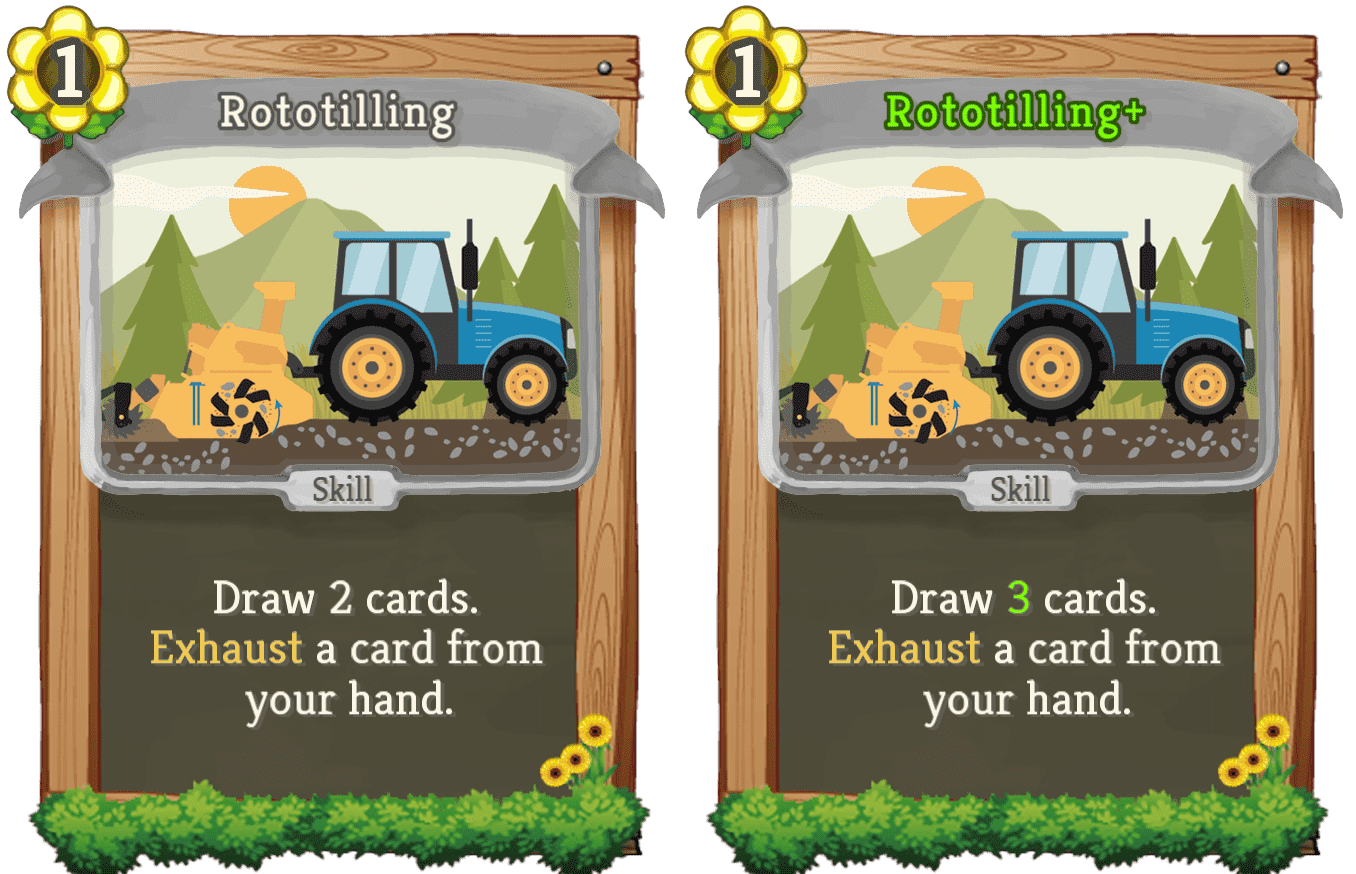 1
Rototilling
Skill
Draw 2 cards.
Exhaust a card from
your hand.
1
Rototilling+
Skill
Draw 3 cards.
Exhaust a card from
your hand.